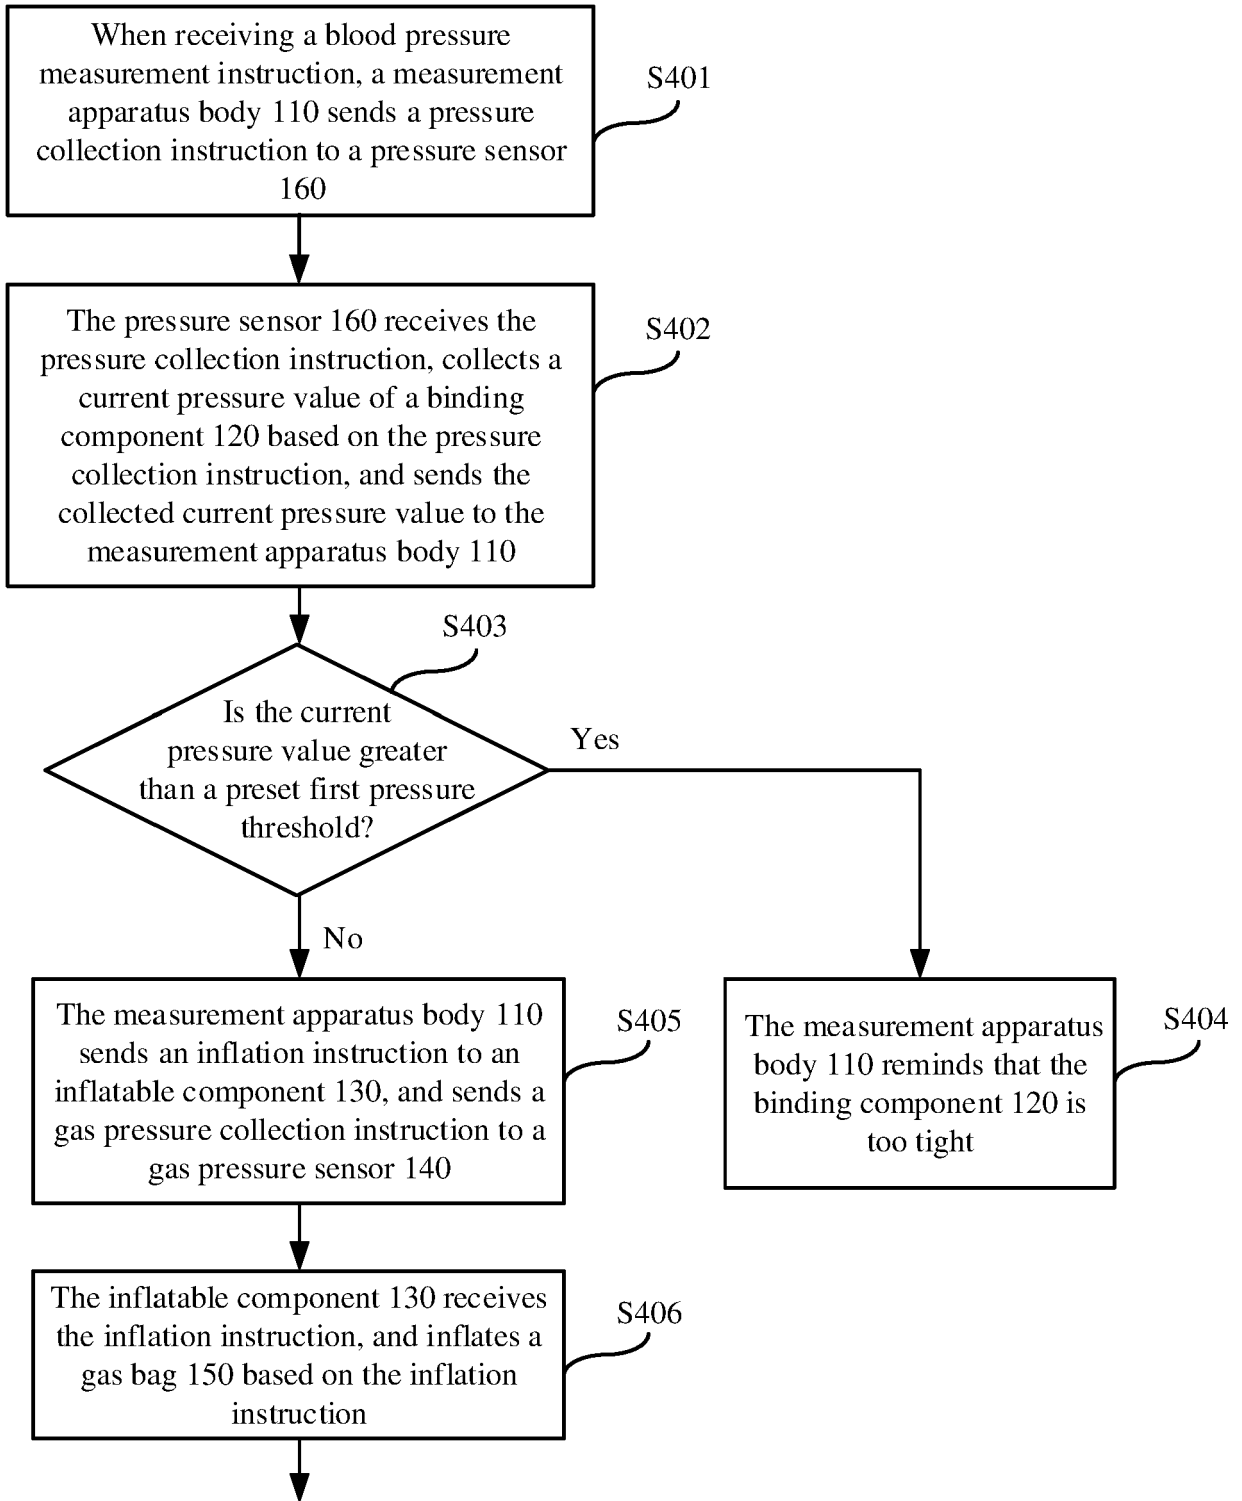 When receiving a blood pressure
measurement instruction, a measurement
apparatus body 110 sends a pressure
collection instruction to a pressure sensor
160
S401
The pressure sensor 160 receives the
pressure collection instruction, collects a
current pressure value of a binding
component 120 based on the pressure
collection instruction, and sends the
collected current pressure value to the
measurement apparatus body 110
S402
S403
Is the current
pressure value greater
than a preset first pressure
threshold?
Yes
No
The measurement apparatus body 110
sends an inflation instruction to an
inflatable component 130, and sends a
gas pressure collection instruction to a
gas pressure sensor 140
S405
The measurement apparatus
body 110 reminds that the
binding component 120 is
too tight
S404
The inflatable component 130 receives
the inflation instruction, and inflates a
gas bag 150 based on the inflation
instruction
S406